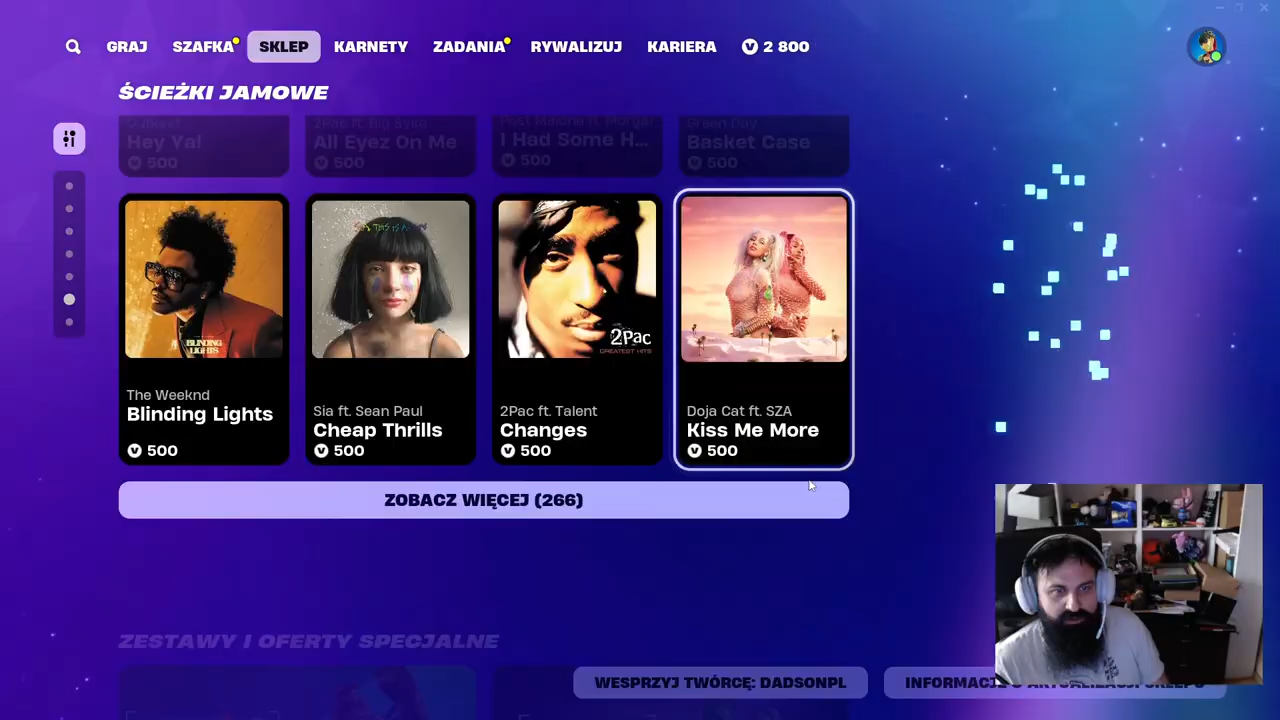 GRAJ SZAFKA SKLEP KARNETY ZADANIA RYWALIZUJ KARIERA 2 800
ŚCIEŻKI JAMOWE
Hey Ya!
500
2Pac ft. Big Syke
All Eyez On Me
500
I Had Some H...
500
Green Day
Basket Case
500
BLINDING
LIGHTS
The Weeknd
Blinding Lights
500
Sia ft. Sean Paul
Cheap Thrills
500
2Pac
GREATEST HITS
2Pac ft. Talent
Changes
500
Doja Cat ft. SZA
Kiss Me More
500
ZOBACZ WIĘCEJ (266)
ZESTAWY I OFERTY SPECJALNE
WESPRZYJ TWÓRCĘ: DADSONPL